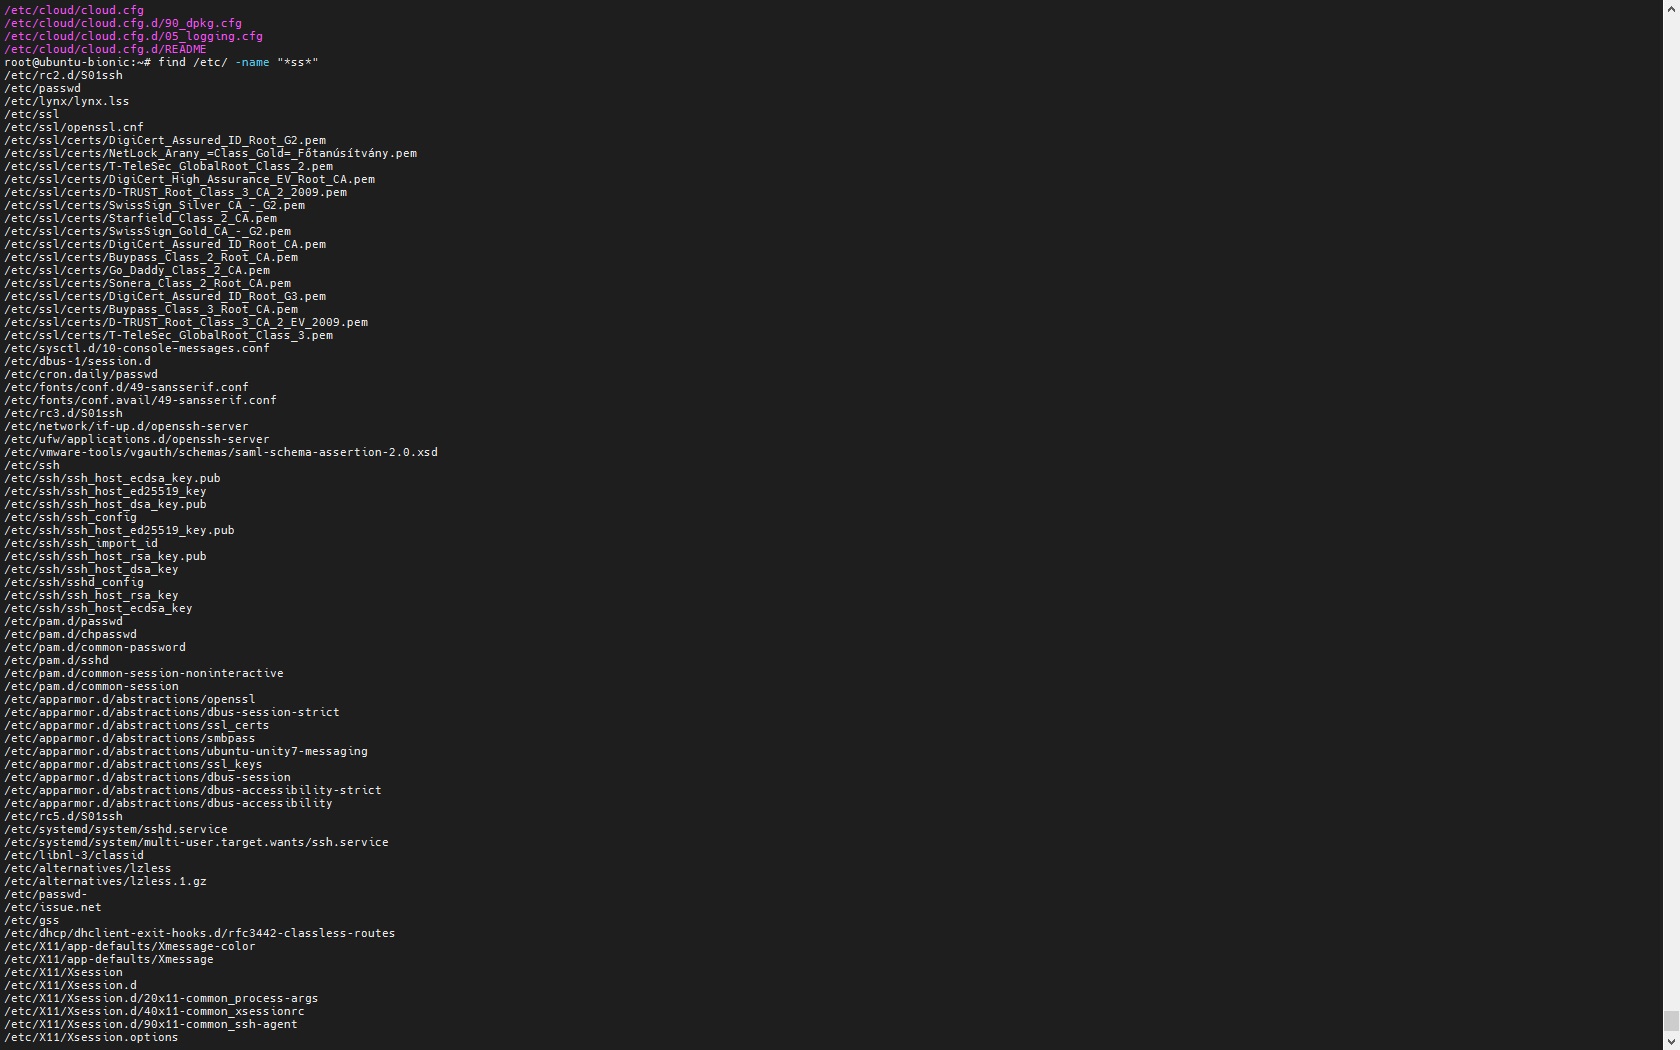 /etc/cloud/cloud.cfg
/etc/cloud/cloud.cfg.d/90_dpkg.cfg
/etc/cloud/cloud.cfg.d/05_logging.cfg
/etc/cloud/cloud.cfg.d/README
root@ubuntu-bionic:~# find /etc/ -name "*ss*"
/etc/rc2.d/S01ssh
/etc/passwd
/etc/lynx/lynx.lss
/etc/ssl
/etc/ssl/openssl.cnf
/etc/ssl/certs/DigiCert_Assured_ID_Root_G2.pem
/etc/ssl/certs/NetLock_Arany_=Class_Gold=_Főtanúsítvány.pem
/etc/ssl/certs/T-TeleSec_GlobalRoot_Class_2.pem
/etc/ssl/certs/DigiCert_High_Assurance_EV_Root_CA.pem
/etc/ssl/certs/D-TRUST_Root_Class_3_CA_2_2009.pem
/etc/ssl/certs/SwissSign_Silver_CA_-_G2.pem
/etc/ssl/certs/Starfield_Class_2_CA.pem
/etc/ssl/certs/SwissSign_Gold_CA_-_G2.pem
/etc/ssl/certs/DigiCert_Assured_ID_Root_CA.pem
/etc/ssl/certs/Buypass_Class_2_Root_CA.pem
/etc/ssl/certs/Go_Daddy_Class_2_CA.pem
/etc/ssl/certs/Sonera_Class_2_Root_CA.pem
/etc/ssl/certs/DigiCert_Assured_ID_Root_G3.pem
/etc/ssl/certs/Buypass_Class_3_Root_CA.pem
/etc/ssl/certs/D-TRUST_Root_Class_3_CA_2_EV_2009.pem
/etc/ssl/certs/T-TeleSec_GlobalRoot_Class_3.pem
/etc/sysctl.d/10-console-messages.conf
/etc/dbus-1/session.d
/etc/cron.daily/passwd
/etc/fonts/conf.d/49-sansserif.conf
/etc/fonts/conf.avail/49-sansserif.conf
/etc/rc3.d/S01ssh
/etc/network/if-up.d/openssh-server
/etc/ufw/applications.d/openssh-server
/etc/vmware-tools/vgauth/schemas/saml-schema-assertion-2.0.xsd
/etc/ssh
/etc/ssh/ssh_host_ecdsa_key.pub
/etc/ssh/ssh_host_ed25519_key
/etc/ssh/ssh_host_dsa_key.pub
/etc/ssh/ssh_config
/etc/ssh/ssh_host_ed25519_key.pub
/etc/ssh/ssh_import_id
/etc/ssh/ssh_host_rsa_key.pub
/etc/ssh/ssh_host_dsa_key
/etc/ssh/sshd_config
/etc/ssh/ssh_host_rsa_key
/etc/ssh/ssh_host_ecdsa_key
/etc/pam.d/passwd
/etc/pam.d/chpasswd
/etc/pam.d/common-password
/etc/pam.d/sshd
/etc/pam.d/common-session-noninteractive
/etc/pam.d/common-session
/etc/apparmor.d/abstractions/openssl
/etc/apparmor.d/abstractions/dbus-session-strict
/etc/apparmor.d/abstractions/ssl_certs
/etc/apparmor.d/abstractions/smbpass
/etc/apparmor.d/abstractions/ubuntu-unity7-messaging
/etc/apparmor.d/abstractions/ssl_keys
/etc/apparmor.d/abstractions/dbus-session
/etc/apparmor.d/abstractions/dbus-accessibility-strict
/etc/apparmor.d/abstractions/dbus-accessibility
/etc/rc5.d/S01ssh
/etc/systemd/system/sshd.service
/etc/systemd/system/multi-user.target.wants/ssh.service
/etc/libnl-3/classid
/etc/alternatives/lzless
/etc/alternatives/lzless.1.gz
/etc/passwd-
/etc/issue.net
/etc/gss
/etc/dhcp/dhclient-exit-hooks.d/rfc3442-classless-routes
/etc/X11/app-defaults/Xmessage-color
/etc/X11/app-defaults/Xmessage
/etc/X11/Xsession
/etc/X11/Xsession.d
/etc/X11/Xsession.d/20x11-common_process-args
/etc/X11/Xsession.d/40x11-common_xsessionrc
/etc/X11/Xsession.d/90x11-common_ssh-agent
/etc/X11/Xsession.options